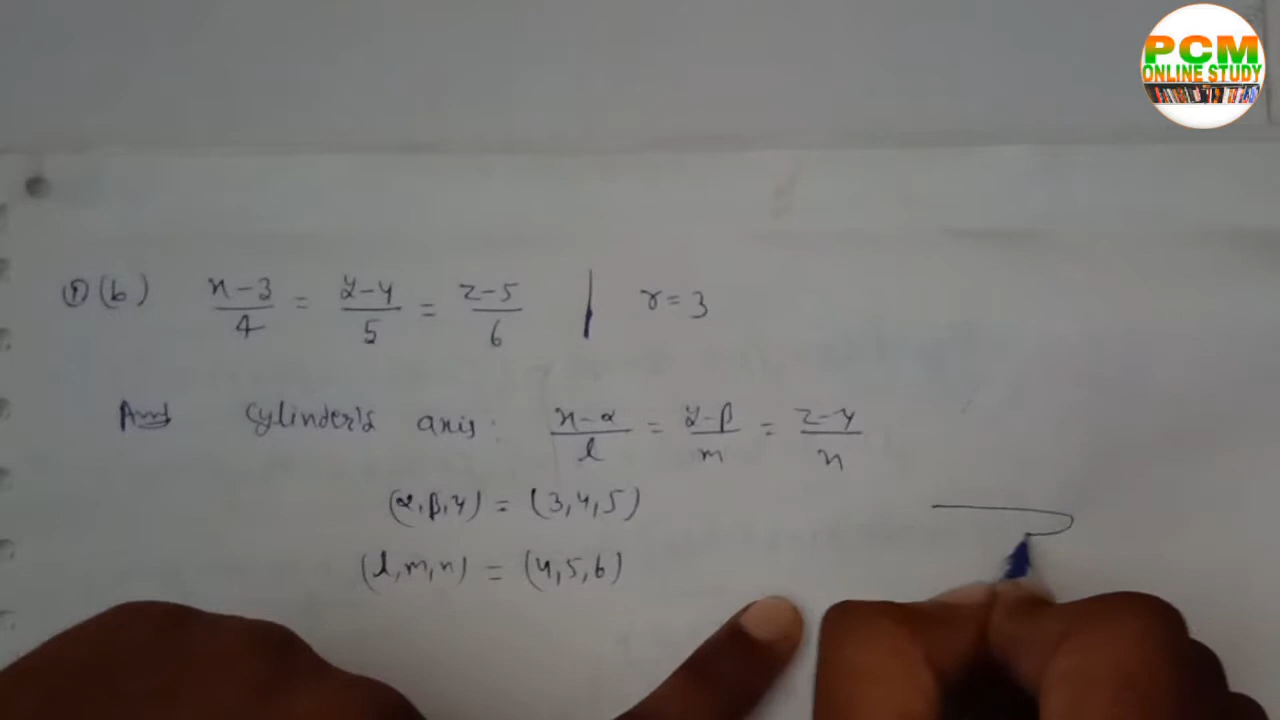 PCM
ONLINE STUDY
①(b) x-3/4 = y-4/5 = z-5/6 | r=3
Ans Cylinder's axis: x-α/l = y-β/m = z-γ/n
(α,β,γ) = (3,4,5)
(l,m,n) = (4,5,6)